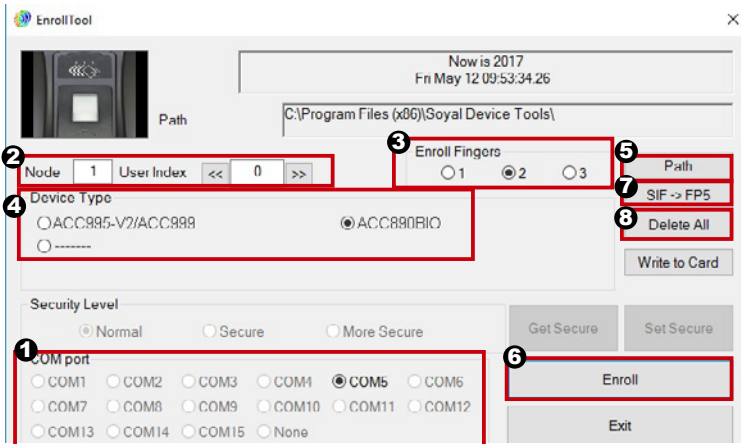 EnrollTool
Now is 2017
Fri May 12 09:53:34.26
Path
C:\Program Files (x86)\Soyal Device Tools\
2
Node 1 User Index << 0 >>
3
Enroll Fingers
1 2 3
5
Path
7
SIF -> FP5
8
Delete All
Write to Card
4
Device Type
ACC995-V2/ACC999 ACC890BIO
-------
Security Level
Normal Secure More Secure
Get Secure Set Secure
1
COM port
COM1 COM2 COM3 COM4 COM5 COM6
COM7 COM8 COM9 COM10 COM11 COM12
COM13 COM14 COM15 None
6
Enroll
Exit